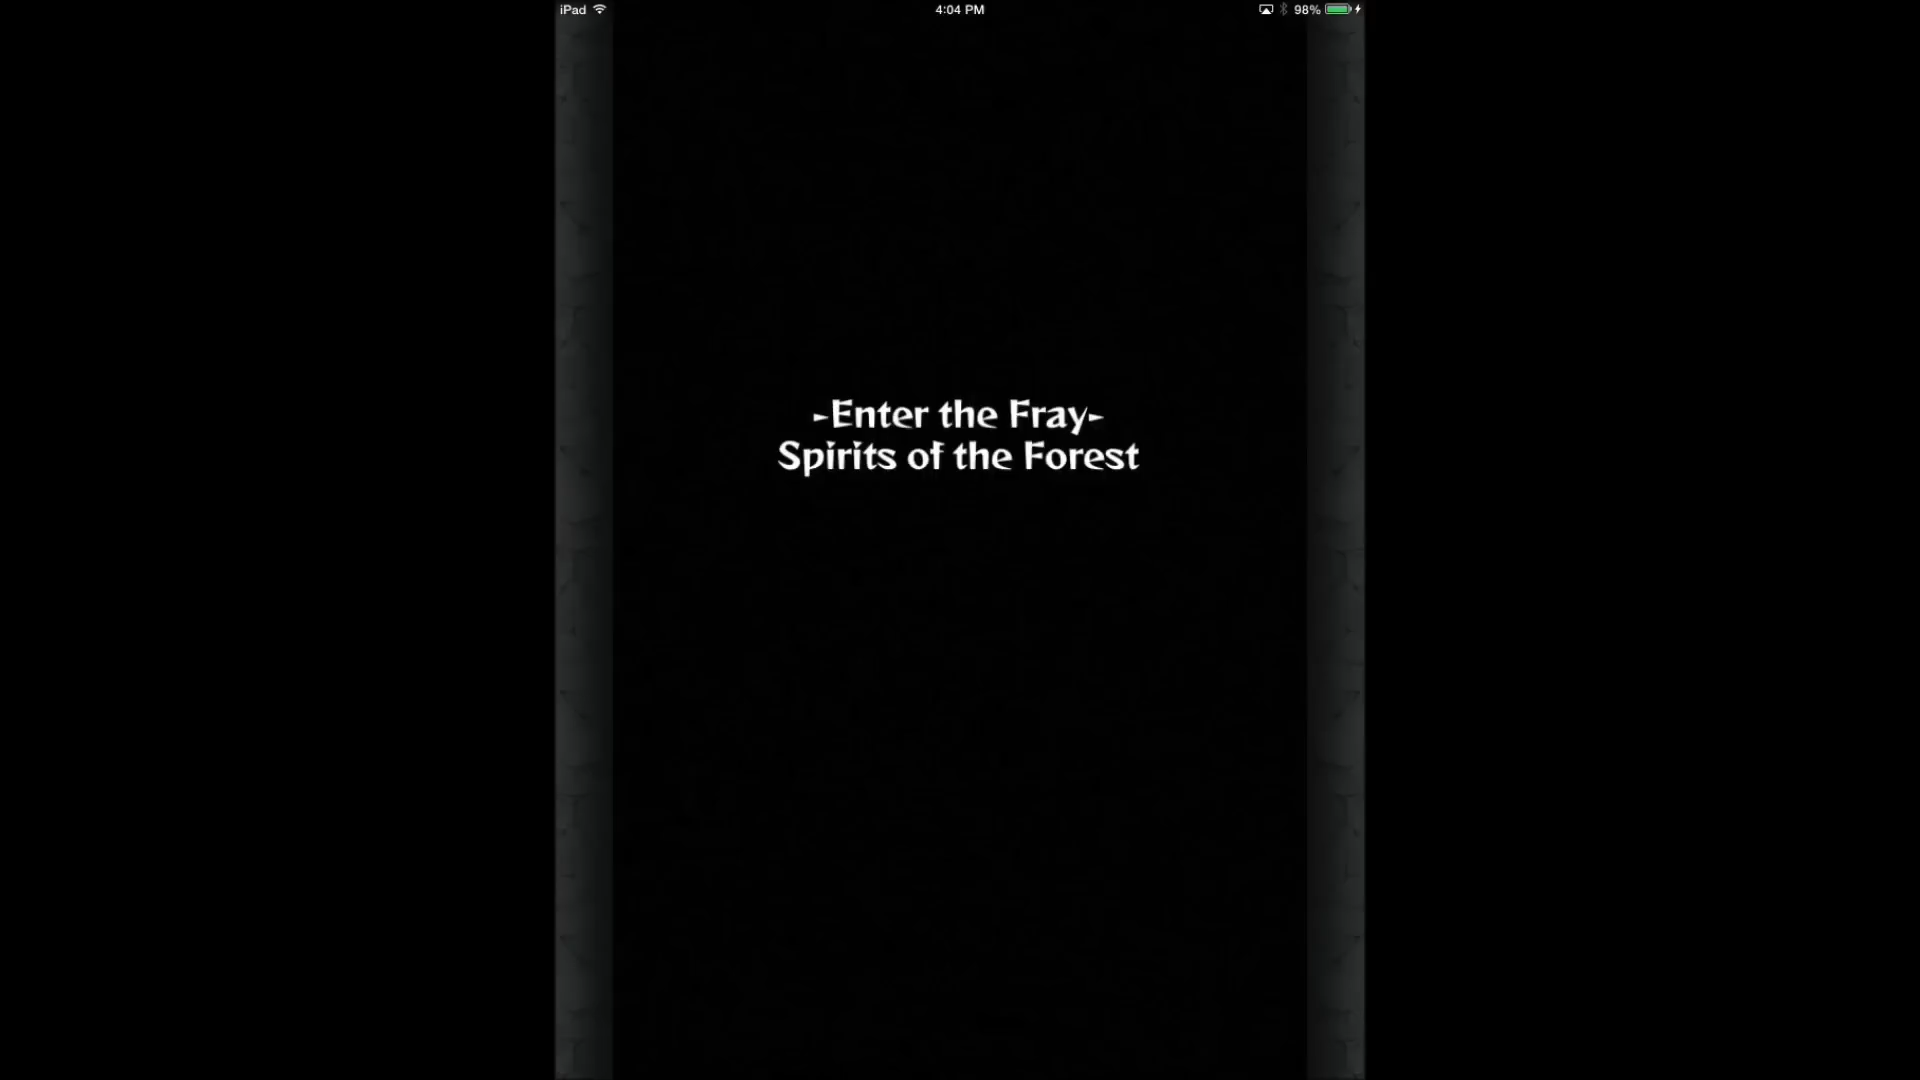 iPad 4:04 PM 98%
-Enter the Fray-
Spirits of the Forest